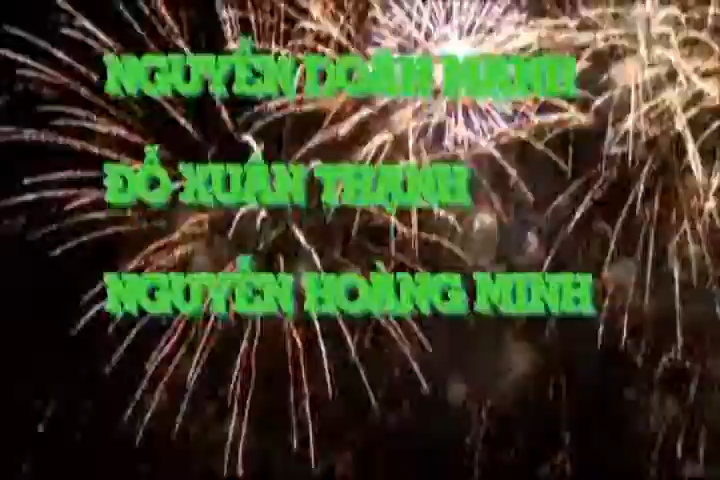 NGUYỄN DOÃN MẠNH
ĐỖ XUÂN THANH
NGUYỄN HOÀNG MINH